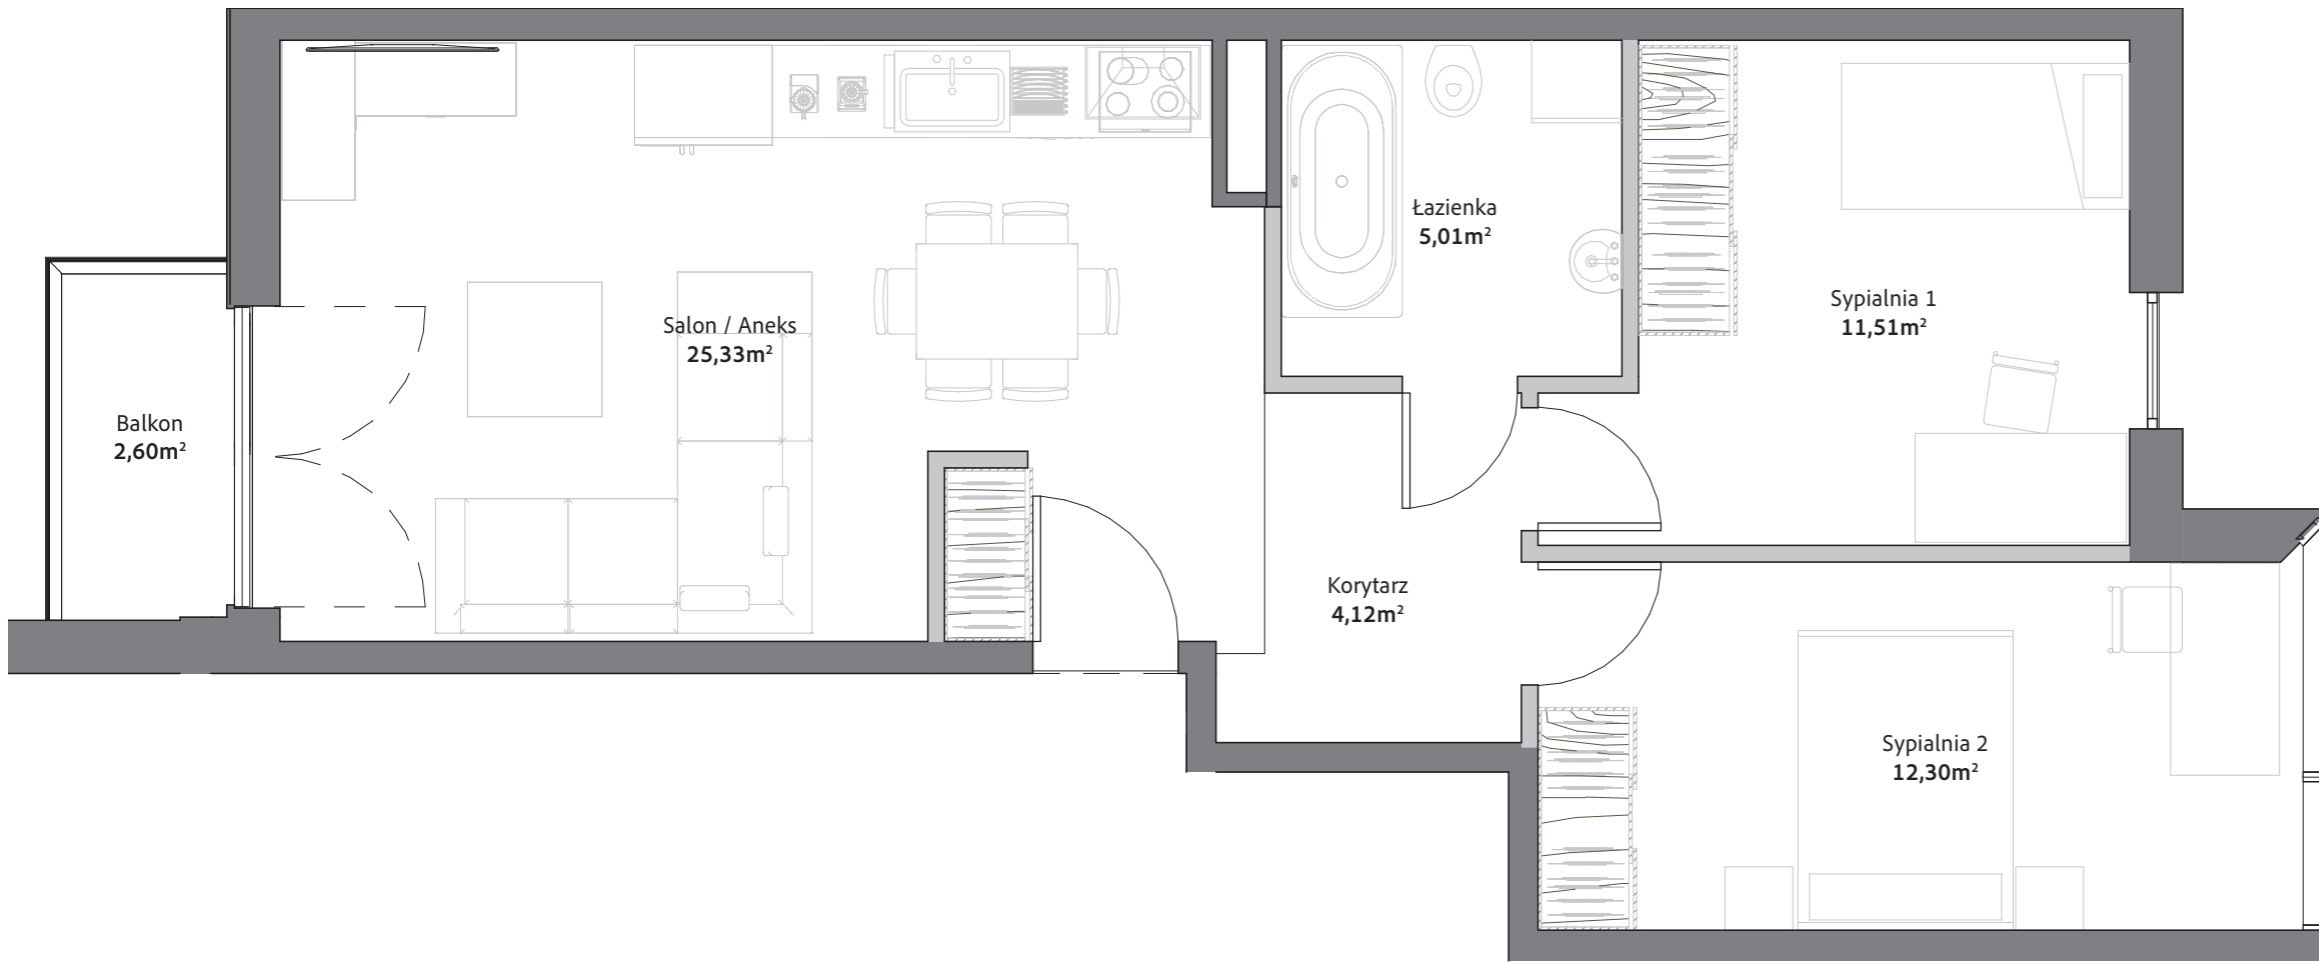 Łazienka
5,01m²
Sypialnia 1
11,51m²
Salon / Aneks
25,33m²
Balkon
2,60m²
Korytarz
4,12m²
Sypialnia 2
12,30m²